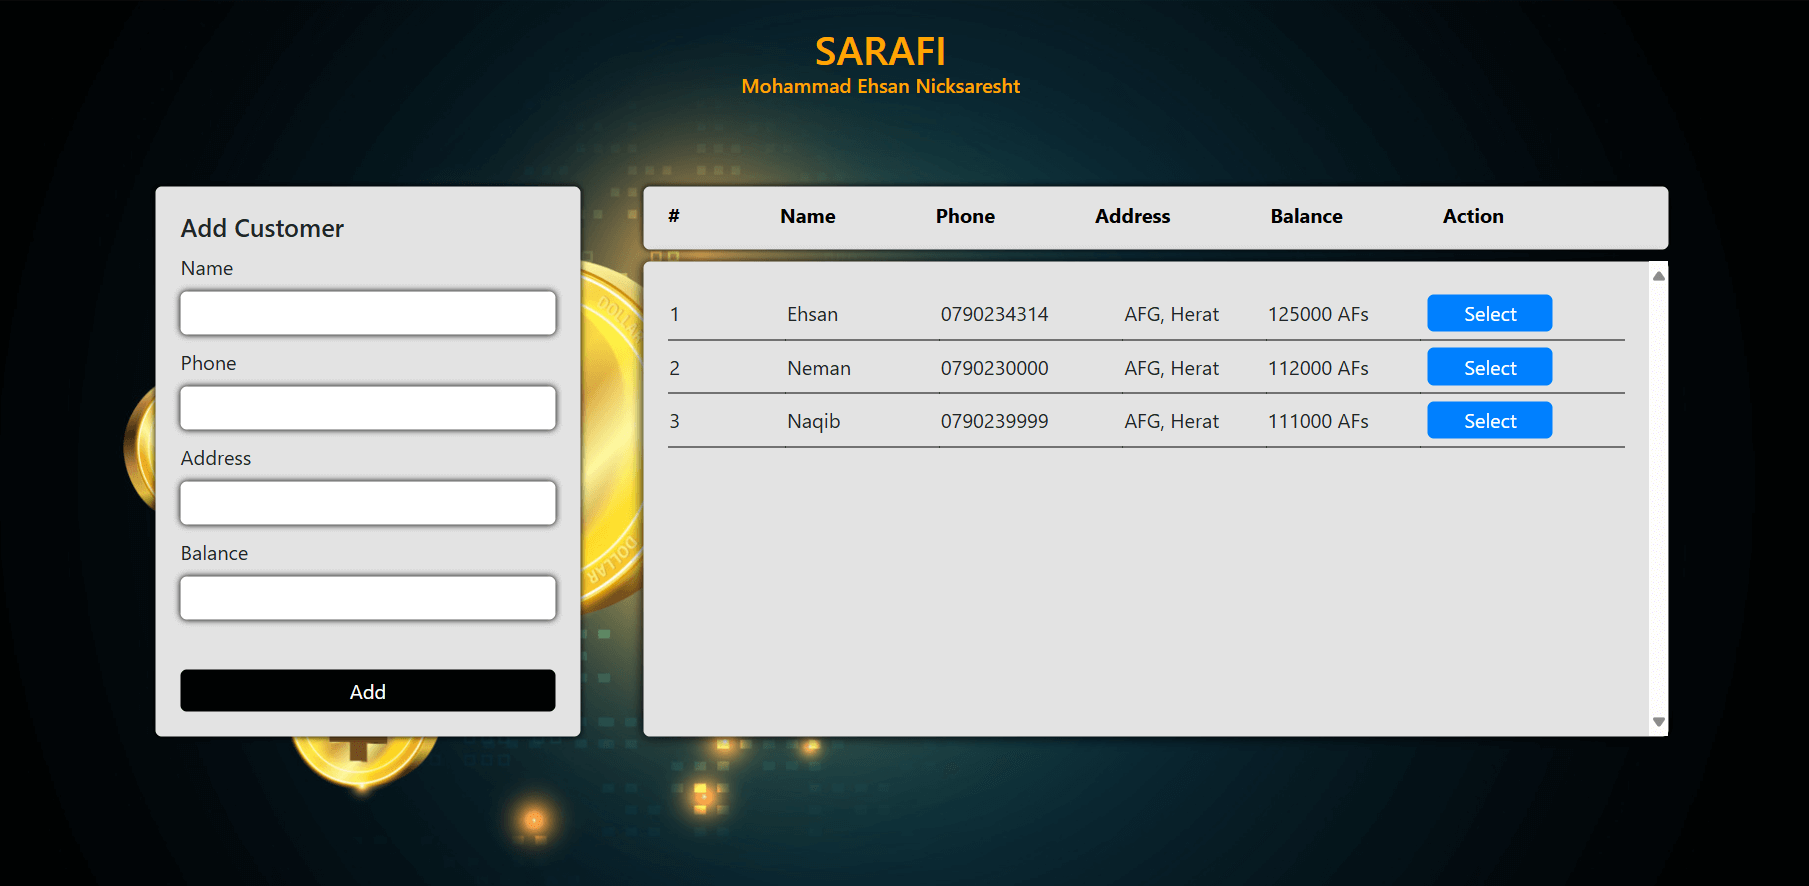 SARAFI
Mohammad Ehsan Nicksaresht
Add Customer
Name
Phone
Address
Balance
Add
# Name Phone Address Balance Action
1 Ehsan 0790234314 AFG, Herat 125000 AFs Select
2 Neman 0790230000 AFG, Herat 112000 AFs Select
3 Naqib 0790239999 AFG, Herat 111000 AFs Select
DOLLAR
DOLLAR